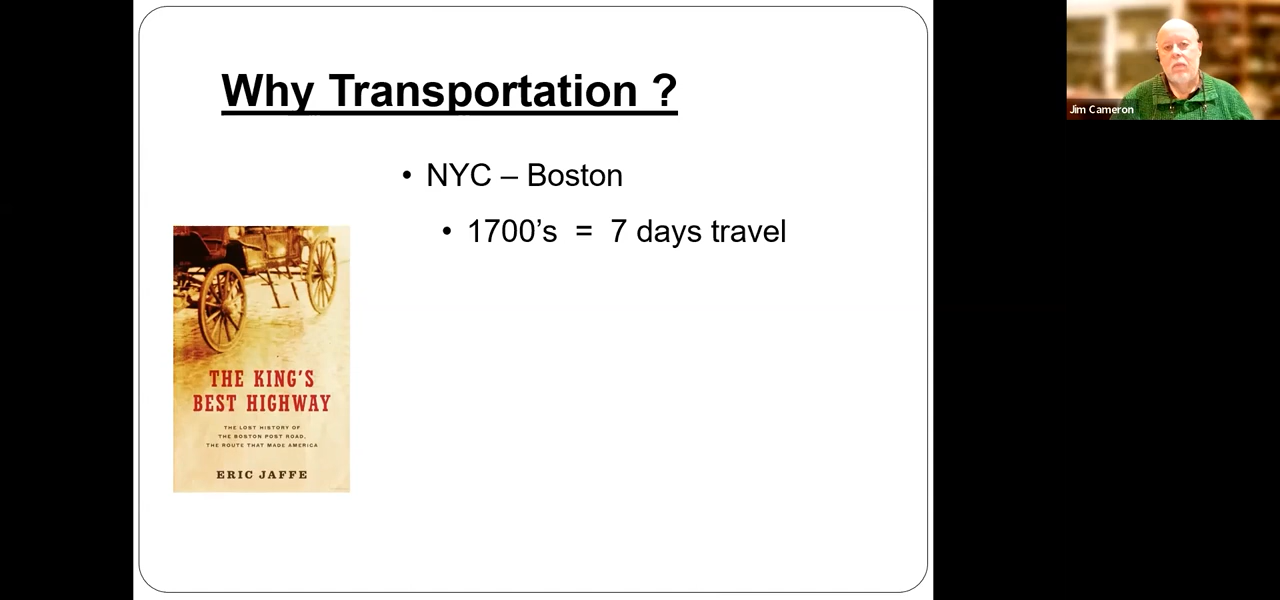 Why Transportation ?
• NYC – Boston
• 1700’s = 7 days travel
THE KING'S
BEST HIGHWAY
THE LOST HISTORY OF
THE BOSTON POST ROAD,
THE ROUTE THAT MADE AMERICA
ERIC JAFFE
Jim Cameron